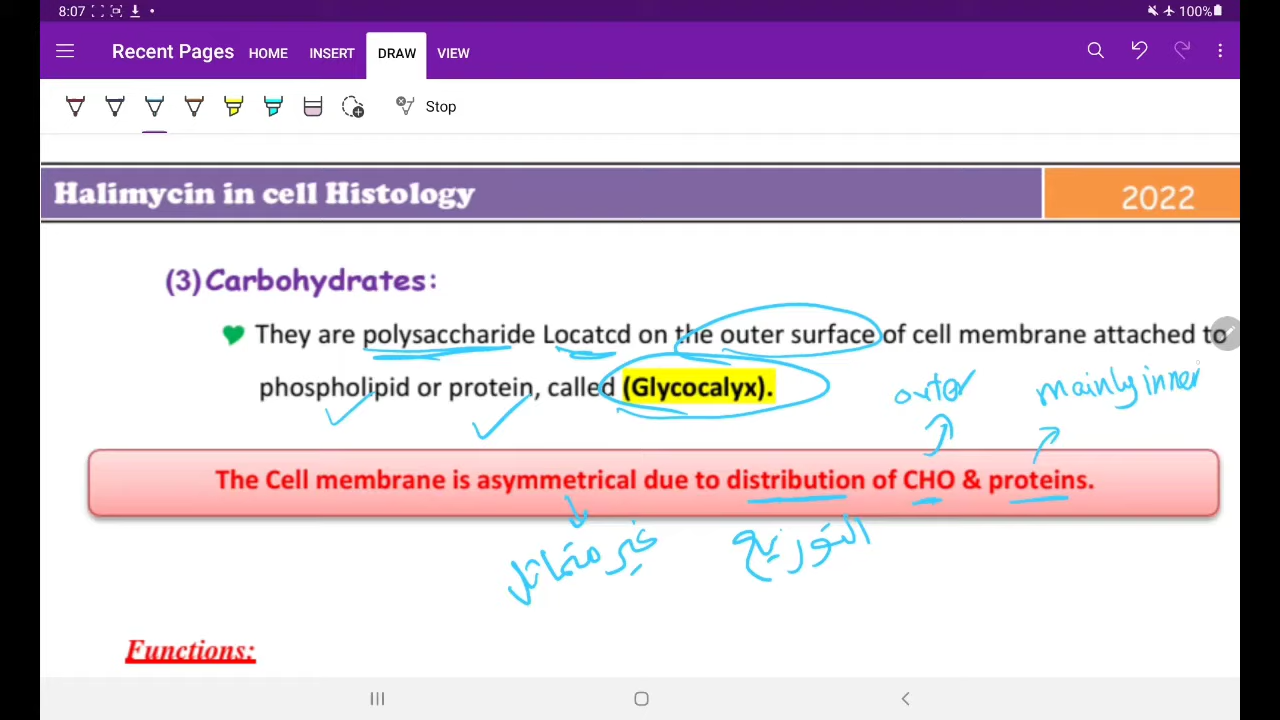 8:07
100%
Recent Pages HOME INSERT DRAW VIEW
Stop
Halimycin in cell Histology 2022
(3) Carbohydrates:
They are polysaccharide Locatcd on the outer surface of cell membrane attached to
phospholipid or protein, called (Glycocalyx).
outer mainly inner
The Cell membrane is asymmetrical due to distribution of CHO & proteins.
غير متماثل التوزيع
Functions: